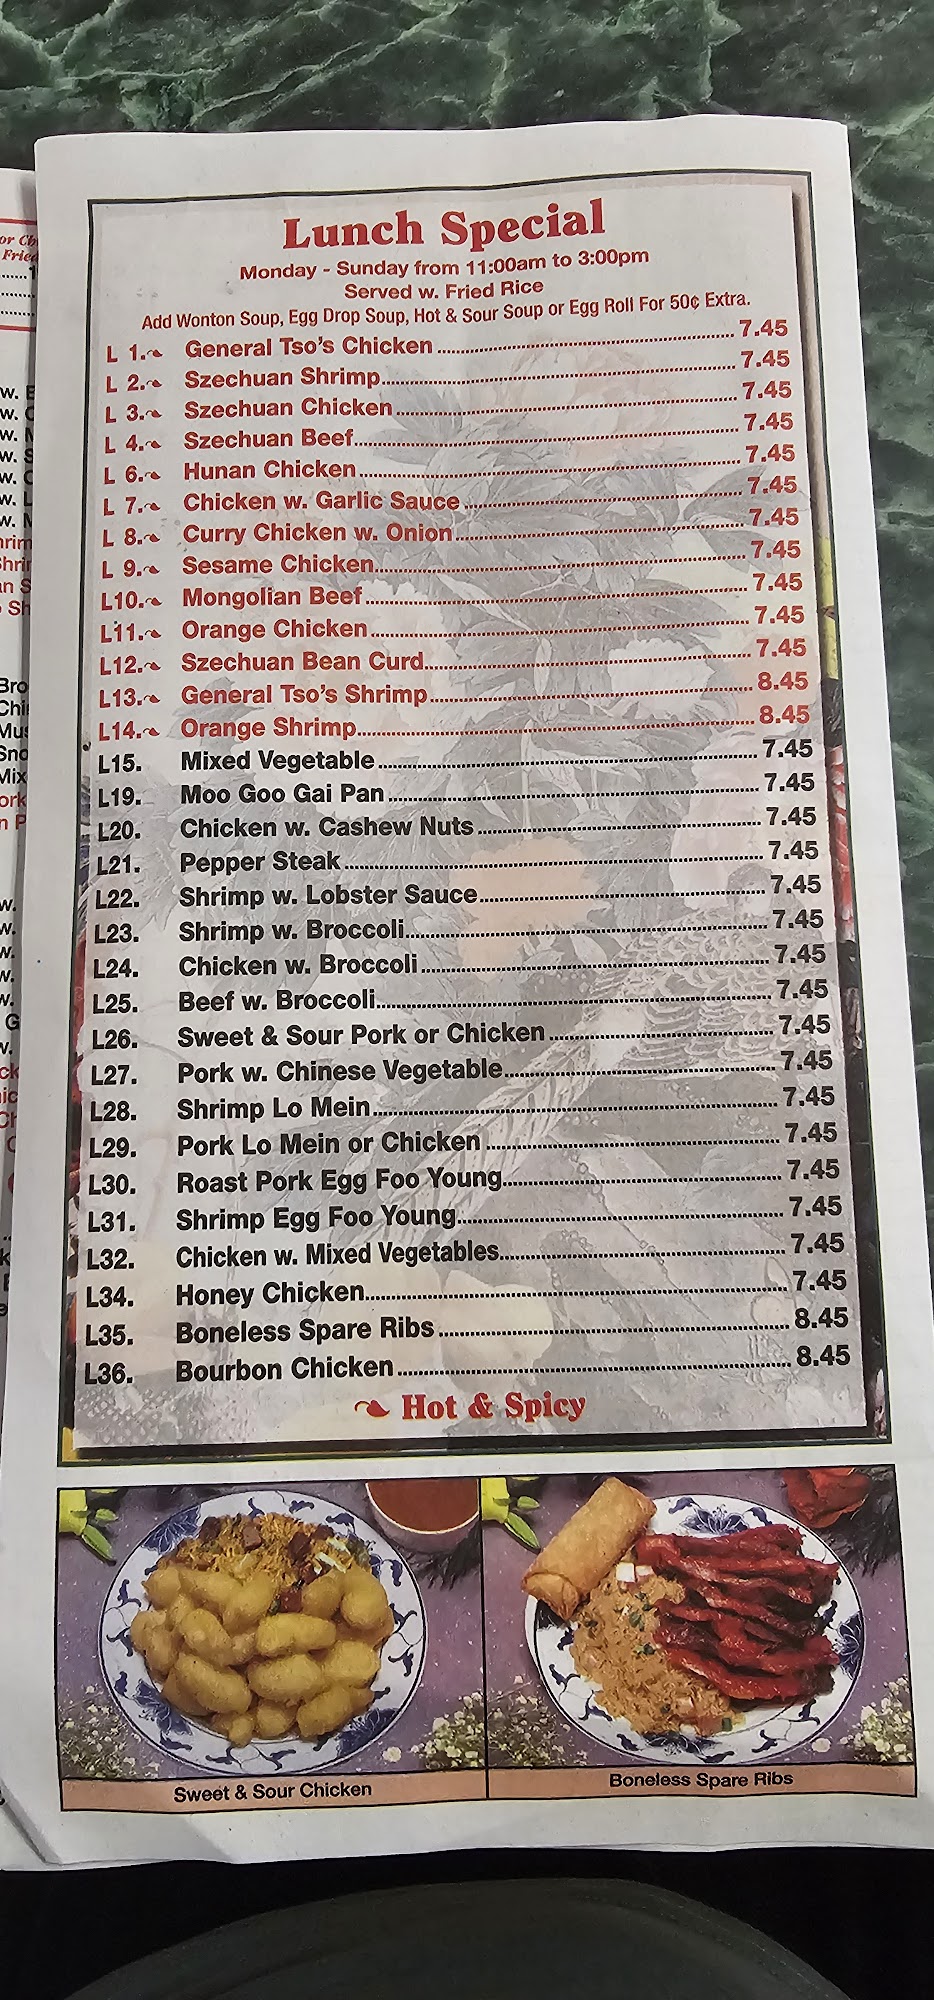 Lunch Special
Monday - Sunday from 11:00am to 3:00pm
Served w. Fried Rice
Add Wonton Soup, Egg Drop Soup, Hot & Sour Soup or Egg Roll For 50¢ Extra.
L 1. General Tso's Chicken 7.45
L 2. Szechuan Shrimp 7.45
L 3. Szechuan Chicken 7.45
L 4. Szechuan Beef 7.45
L 6. Hunan Chicken 7.45
L 7. Chicken w. Garlic Sauce 7.45
L 8. Curry Chicken w. Onion 7.45
L 9. Sesame Chicken 7.45
L10. Mongolian Beef 7.45
L11. Orange Chicken 7.45
L12. Szechuan Bean Curd 7.45
L13. General Tso's Shrimp 8.45
L14. Orange Shrimp 8.45
L15. Mixed Vegetable 7.45
L19. Moo Goo Gai Pan 7.45
L20. Chicken w. Cashew Nuts 7.45
L21. Pepper Steak 7.45
L22. Shrimp w. Lobster Sauce 7.45
L23. Shrimp w. Broccoli 7.45
L24. Chicken w. Broccoli 7.45
L25. Beef w. Broccoli 7.45
L26. Sweet & Sour Pork or Chicken 7.45
L27. Pork w. Chinese Vegetable 7.45
L28. Shrimp Lo Mein 7.45
L29. Pork Lo Mein or Chicken 7.45
L30. Roast Pork Egg Foo Young 7.45
L31. Shrimp Egg Foo Young 7.45
L32. Chicken w. Mixed Vegetables 7.45
L34. Honey Chicken 7.45
L35. Boneless Spare Ribs 8.45
L36. Bourbon Chicken 8.45
Hot & Spicy
Sweet & Sour Chicken
Boneless Spare Ribs